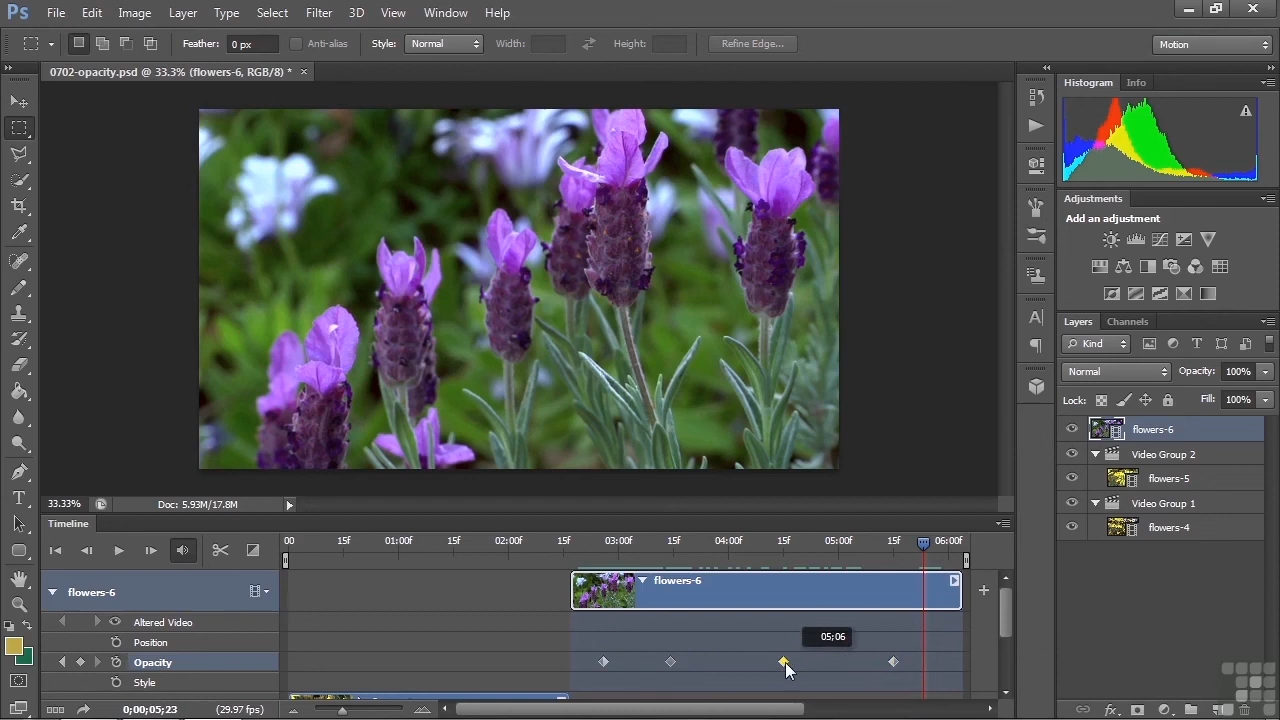 Ps File Edit Image Layer Type Select Filter 3D View Window Help
Feather: 0 px Anti-alias Style: Normal Width: Height: Refine Edge... Motion
0702-opacity.psd @ 33.3% (flowers-6, RGB/8) * ×
Histogram Info
Adjustments
Add an adjustment
Layers Channels
Kind
Normal Opacity: 100%
Lock: Fill: 100%
flowers-6
Video Group 2
flowers-5
Video Group 1
flowers-4
33.33% Doc: 5.93M/17.8M
Timeline
00 15f 01:00f 15f 02:00f 15f 03:00f 15f 04:00f 15f 05:00f 15f 06:00f
flowers-6
flowers-6
Altered Video
05;06
Position
Opacity
Style
0;00;05;23 (29.97 fps)